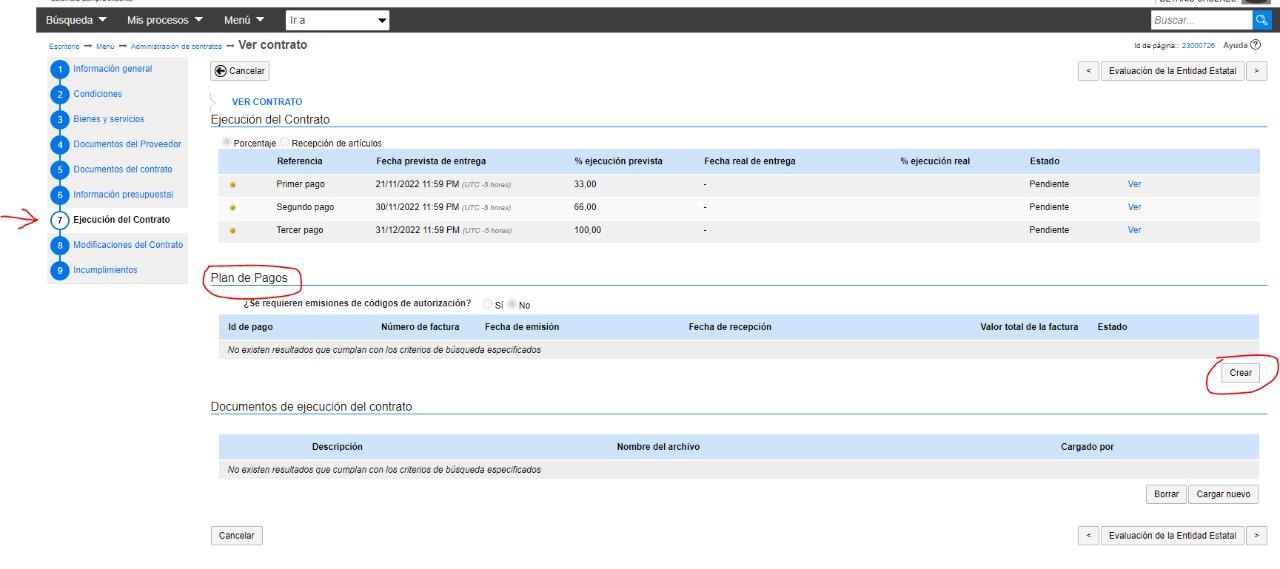 Búsqueda Mis procesos Menú Ir a Buscar...
Escritorio → Menú → Administración de contratos → Ver contrato Id de página:: 23000726 Ayuda ?
1 Información general
2 Condiciones
3 Bienes y servicios
4 Documentos del Proveedor
5 Documentos del contrato
6 Información presupuestal
7 Ejecución del Contrato
8 Modificaciones del Contrato
9 Incumplimientos
Cancelar < Evaluación de la Entidad Estatal >
VER CONTRATO
Ejecución del Contrato
Porcentaje Recepción de artículos
Referencia Fecha prevista de entrega % ejecución prevista Fecha real de entrega % ejecución real Estado
Primer pago 21/11/2022 11:59 PM (UTC -5 horas) 33,00 - Pendiente Ver
Segundo pago 30/11/2022 11:59 PM (UTC -5 horas) 66,00 - Pendiente Ver
Tercer pago 31/12/2022 11:59 PM (UTC -5 horas) 100,00 - Pendiente Ver
Plan de Pagos
¿Se requieren emisiones de códigos de autorización? Sí No
Id de pago Número de factura Fecha de emisión Fecha de recepción Valor total de la factura Estado
No existen resultados que cumplan con los criterios de búsqueda especificados
Crear
Documentos de ejecución del contrato
Descripción Nombre del archivo Cargado por
No existen resultados que cumplan con los criterios de búsqueda especificados
Borrar Cargar nuevo
Cancelar < Evaluación de la Entidad Estatal >